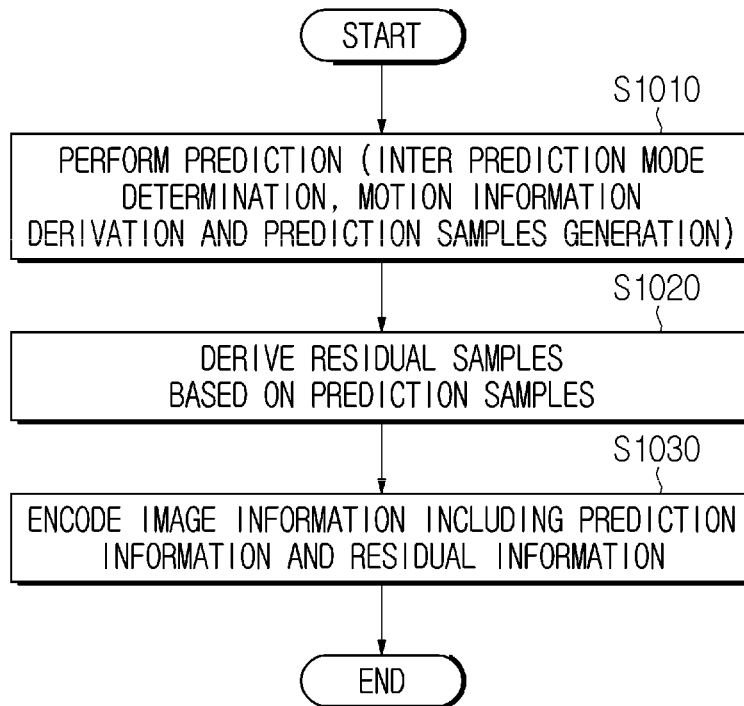 START
S1010
PERFORM PREDICTION (INTER PREDICTION MODE
DETERMINATION, MOTION INFORMATION
DERIVATION AND PREDICTION SAMPLES GENERATION)
S1020
DERIVE RESIDUAL SAMPLES
BASED ON PREDICTION SAMPLES
S1030
ENCODE IMAGE INFORMATION INCLUDING PREDICTION
INFORMATION AND RESIDUAL INFORMATION
END